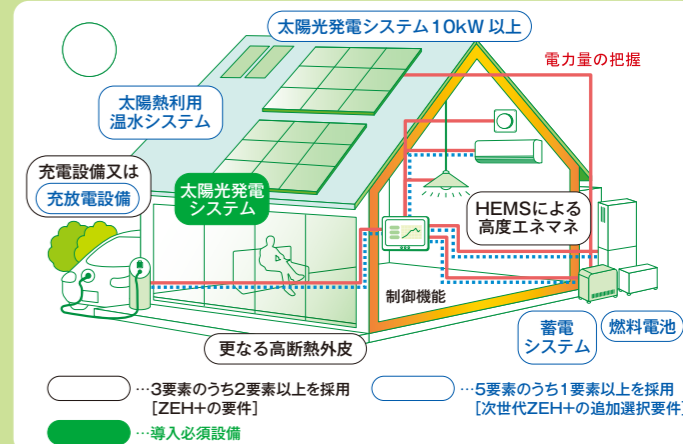 太陽光発電システム10kW 以上
電力量の把握
太陽熱利用
温水システム
充電設備又は
充放電設備
太陽光発電
システム
HEMSによる
高度エネマネ
制御機能
更なる高断熱外皮
蓄電
システム
燃料電池
…3要素のうち2要素以上を採用
[ZEH+の要件]
…5要素のうち1要素以上を採用
[次世代ZEH+の追加選択要件]
…導入必須設備